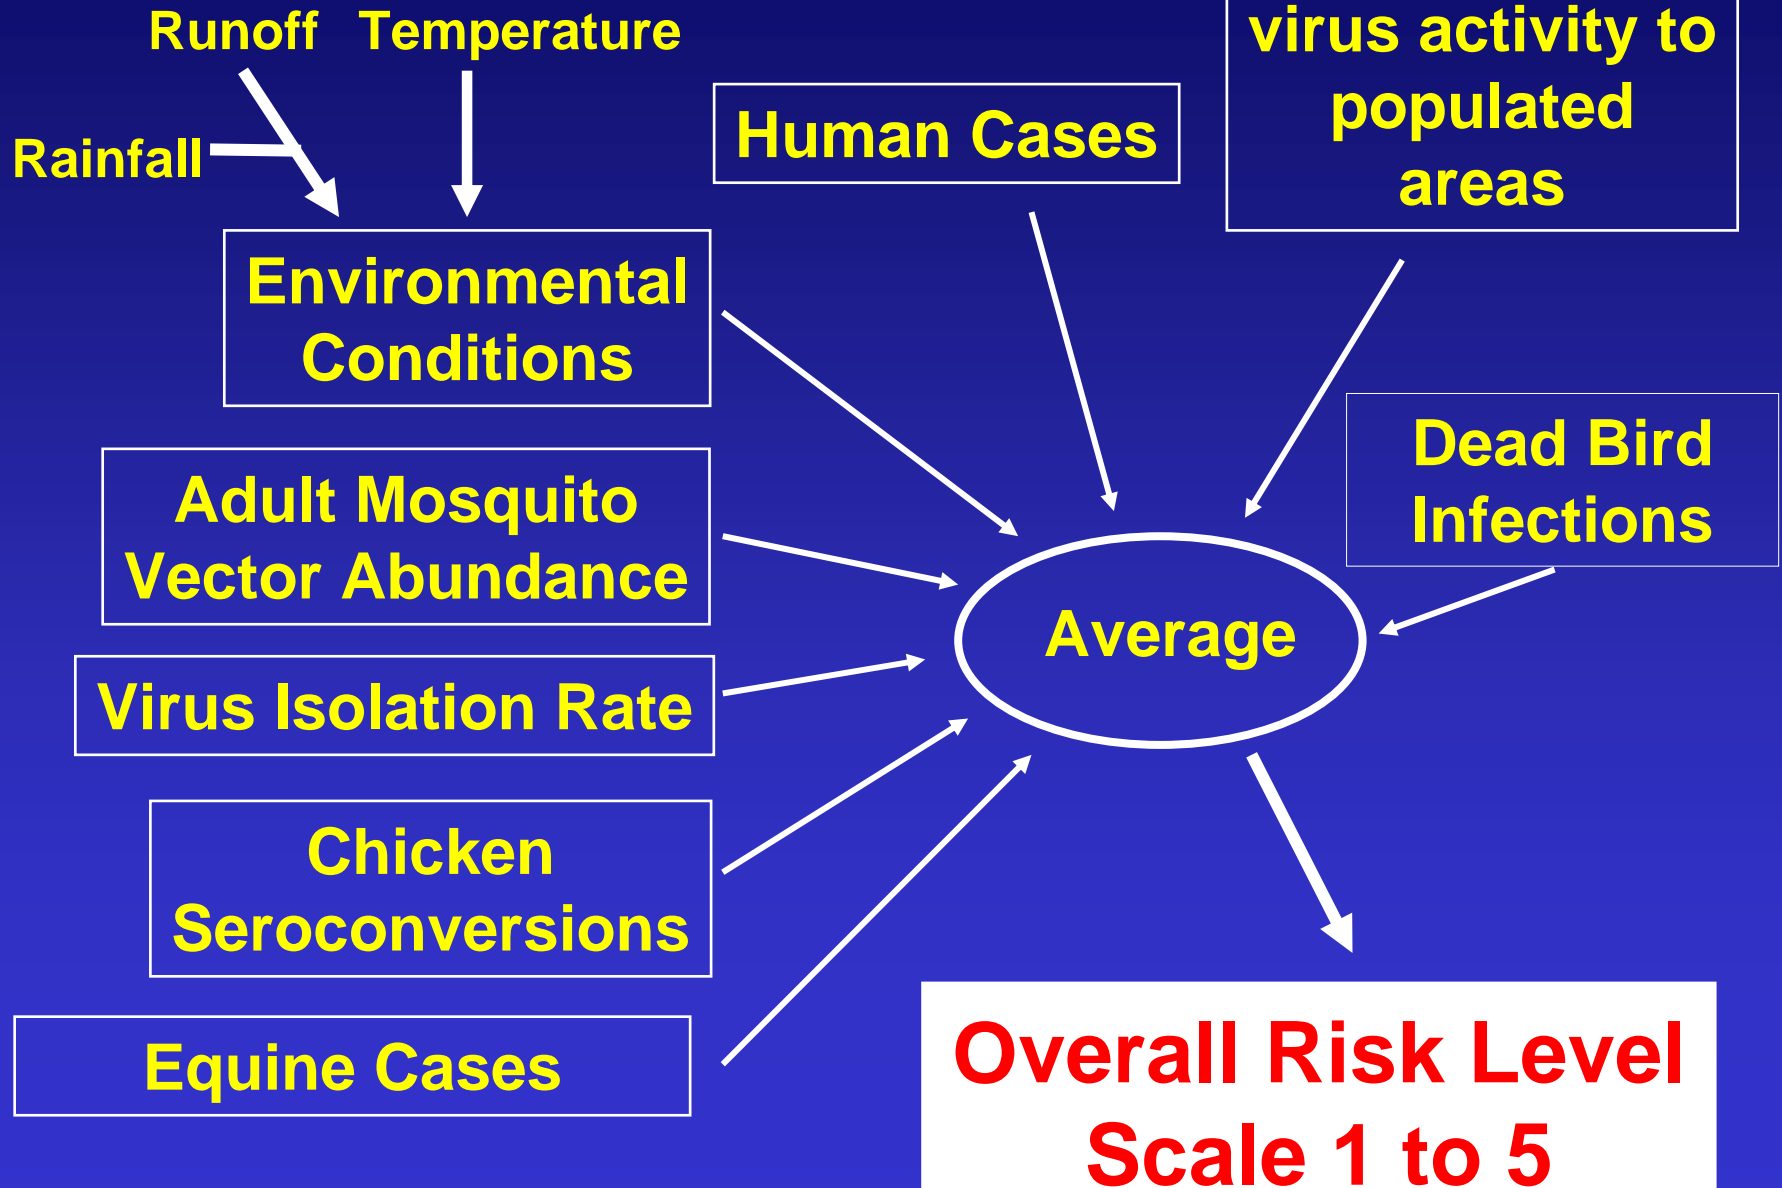 Runoff Temperature
Rainfall
Human Cases
virus activity to
populated
areas
Environmental
Conditions
Adult Mosquito
Vector Abundance
Dead Bird
Infections
Virus Isolation Rate
Average
Chicken
Seroconversions
Equine Cases
Overall Risk Level
Scale 1 to 5